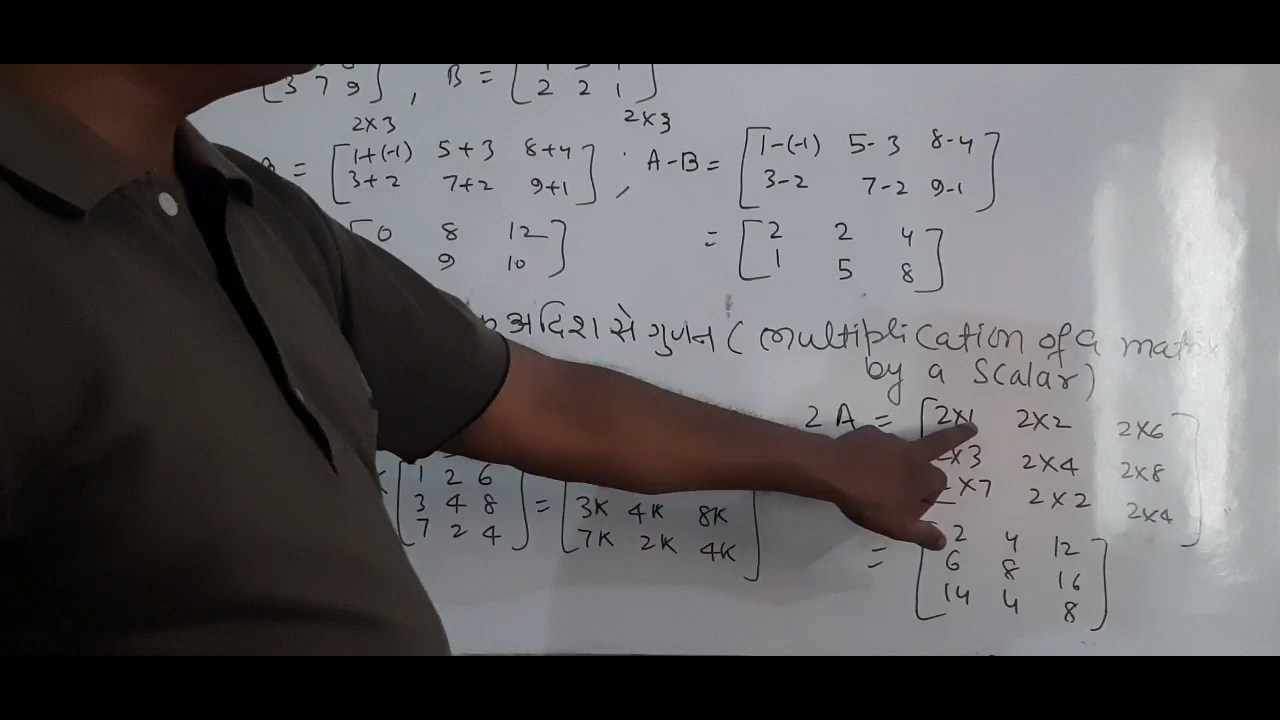 3 7 9 ] , B = [ 2 2 1 ]
2×3 2×3
= [ 1+(-1) 5+3 8+4 ; A-B = [ 1-(-1) 5-3 8-4
3+2 7+2 9+1 ] , 3-2 7-2 9-1 ]
[ 0 8 12 = [ 2 2 4
9 10 ] 1 5 8 ]
अदिश से गुणन ( multiplication of a matrix
by a scalar)
2A = [ 2×1 2×2 2×6
×3 2×4 2×8
×7 2×2 2×4 ]
[ 1 2 6
3 4 8 = [ 3K 4K 8K
7 2 4 ] 7K 2K 4K ]
= [ 2 4 12
6 8 16
14 4 8 ]